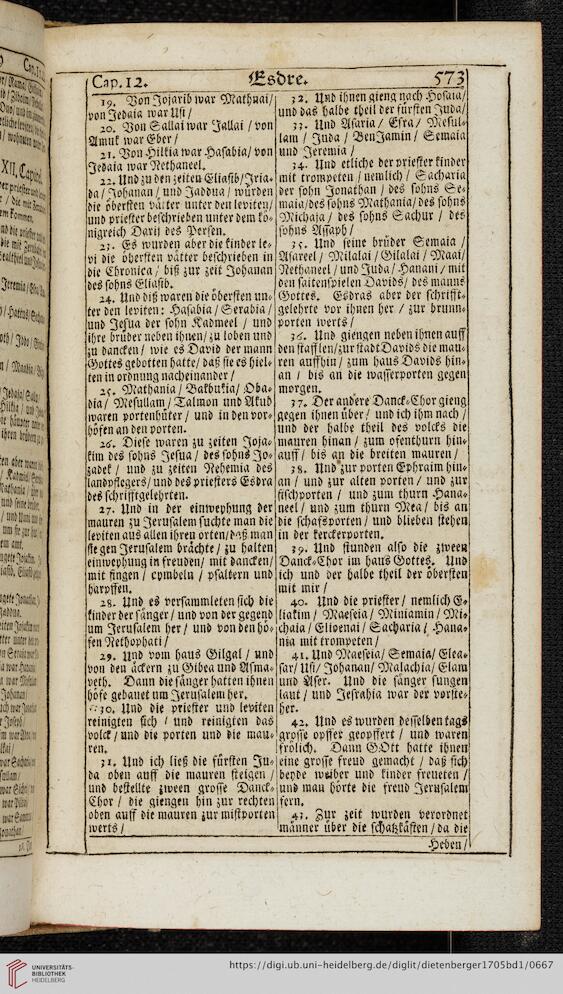 Cap. 12. Esdre. 573
19. Von Jojarib war Mathnai/
von Jedaia war Usi /
20. Von Sallai war Jallai / von
Amuk war Eber /
21. Von Hilkia war Hasabia/ von
Jedaia war Nethaneel.
22. Und zu den zeiten Eliasib/Jria-
da/ Johanan / und Jaddua / würden
die öbersten vätter unter den leviten/
und priester beschrieben unter dem kö-
nigreich Darij des Persen.
23. Es wurden aber die kinder le-
vi die öbersten vätter beschrieben in
die Chronica / biß zur zeit Johanan
des sohns Eliasib.
24. Und diß waren die öbersten un-
ter den leviten: Hasabia / Serabia /
und Jesua der sohn Kadmeel / und
ihre brüder neben ihnen/ zu loben und
zu dancken/ wie es David der mann
Gottes gebotten hatte/ daß sie es hiel-
ten in ordnung nacheinander /
25. Mathania/ Bakbukia/ Oba-
dia/ Mesullam/ Talmon und Akub
waren portenhüter / und in den vor-
höfen an den porten.
26. Diese waren zu zeiten Joja-
kim des sohns Jesua / des sohns Jo-
zadek / und zu zeiten Nehemia des
landpflegers/ und des priesters Esdra
des schrifftgelehrten.
27. Und in der einweyhung der
mauren zu Jerusalem suchte man die
leviten aus allen ihren orten/daß man
sie gen Jerusalem brächte / zu halten
einweyhung in freuden/ mit dancken/
mit singen / cymbeln / psaltern und
harpffen.
28. Und es versammleten sich die
kinder der sänger/ und von der gegend
um Jerusalem her / und von den hö-
fen Nethophati /
29. Und vom hauß Gilgal / und
von den äckern zu Gibea und Asma-
veth. Dann die sänger hatten ihnen
höfe gebauet um Jerusalem her.
30. Und die priester und leviten
reinigten sich / und reinigten das
volck/ und die porten und die mau-
ren.
31. Und ich ließ die fürsten Ju-
da oben auff die mauren steigen /
und bestellte zween grosse Danck-
Chor / die giengen hin zur rechten
oben auff die mauren zur mistporten
werts /
32. Und ihnen gieng nach Hosaia/
und das halbe theil der fürsten Juda/
33. Und Asaria / Esra / Mesul-
lam / Juda / BenJamin / Semaia
und Jeremia /
34. Und etliche der priester kinder
mit trompeten / nemlich / Sacharia
der sohn Jonathan / des sohns Se-
maia/des sohns Mathania/ des sohns
Michaja / des sohns Sachur / des
sohns Assaph /
35. Und seine brüder Semaia /
Asareel / Milalai / Gilalai / Maai/
Nethaneel / und Juda/ Hanani / mit
den saitenspielen Davids/ des manns
Gottes. Esdras aber der schrifft-
gelehrte vor ihnen her / zur brunn-
porten werts /
36. Und giengen neben ihnen auff
den stafflen/zur stadt Davids die mau-
ren auffhin / zum haus Davids hin-
an / bis an die wasserporten gegen
morgen.
37. Der andere Danck-Chor gieng
gegen ihnen über / und ich ihm nach /
und der halbe theil des volcks die
mauren hinan / zum ofenthurn hin-
auff / bis an die breiten mauren /
38. Und zur porten Ephraim hin-
an / und zur alten porten / und zur
fischporten / und zum thurn Hana-
neel / und zum thurn Mea / bis an
die schafsporten / und blieben stehen
in der kerckerporten.
39. Und stunden also die zween
Danck-Chor im haus Gottes. Und
ich und der halbe theil der öbersten
mit mir /
40. Und die priester / nemlich E-
liakim / Maeseia/ Miniamin / Mi-
chaia / Elioenai / Sacharia / Hana-
nia mit trompeten /
41. Und Maeseia/ Semaia/ Elea-
sar/ Usi/ Johanan/ Malachia/ Elam
und Aser. Und die sänger sungen
laut / und Jesrahia war der vorste-
her.
42. Und es wurden desselben tags
grosse opffer geopffert / und waren
frölich. Dann GOtt hatte ihnen
eine grosse freud gemacht / daß sich
beyde weiber und kinder freueten /
und man hörte die freud Jerusalem
fern.
43. Zur zeit wurden verordnet
männer über die schatzkästen / da die
Heben /
UNIVERSITÄTS-
BIBLIOTHEK
HEIDELBERG
https://digi.ub.uni-heidelberg.de/diglit/dietenberger1705bd1/0667